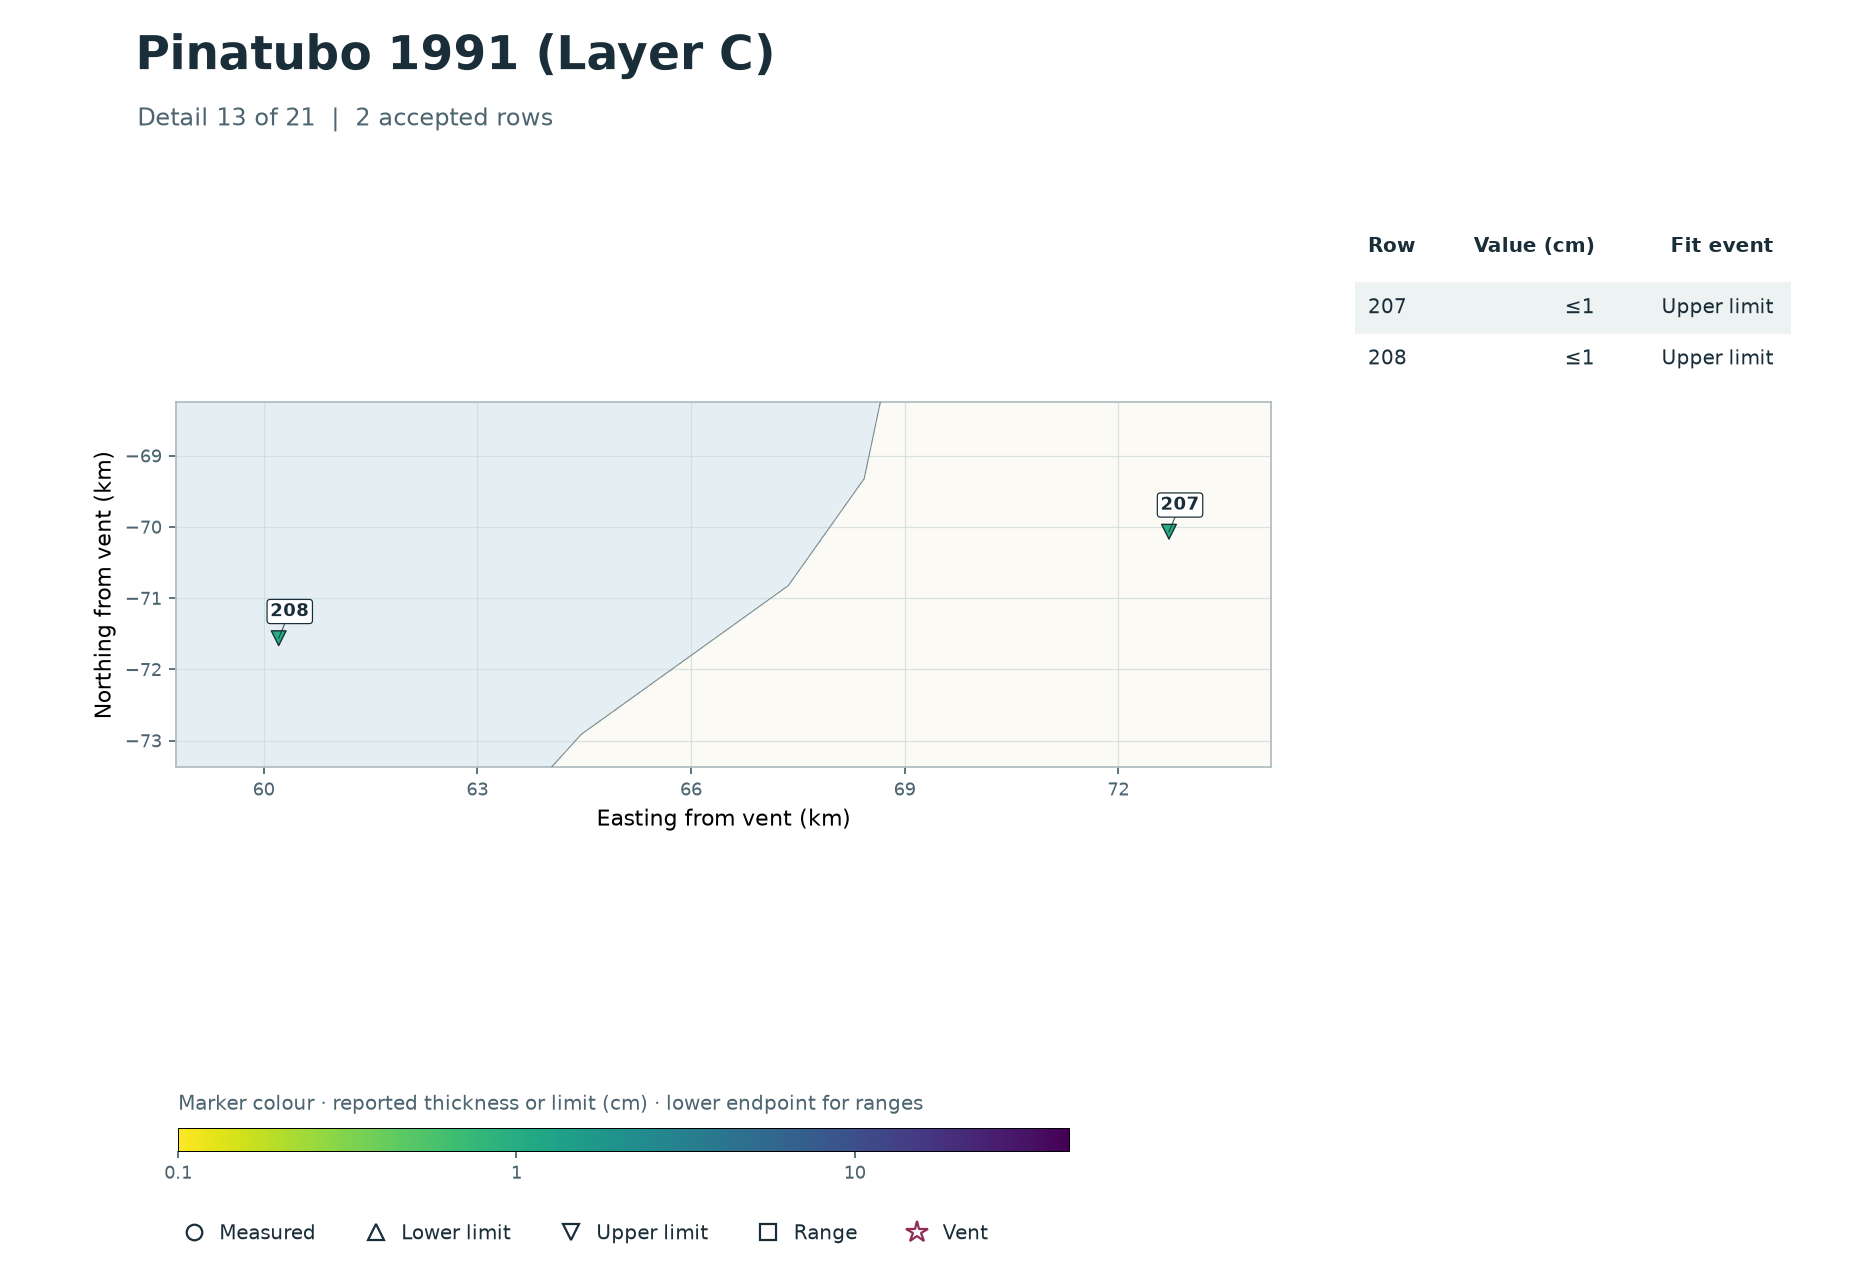 Pinatubo 1991 (Layer C)
Detail 13 of 21 | 2 accepted rows
Row Value (cm) Fit event
207 ≤1 Upper limit
208 ≤1 Upper limit
Northing from vent (km)
−69
−70
−71
−72
−73
207
208
60 63 66 69 72
Easting from vent (km)
Marker colour · reported thickness or limit (cm) · lower endpoint for ranges
0.1 1 10
Measured Lower limit Upper limit Range Vent